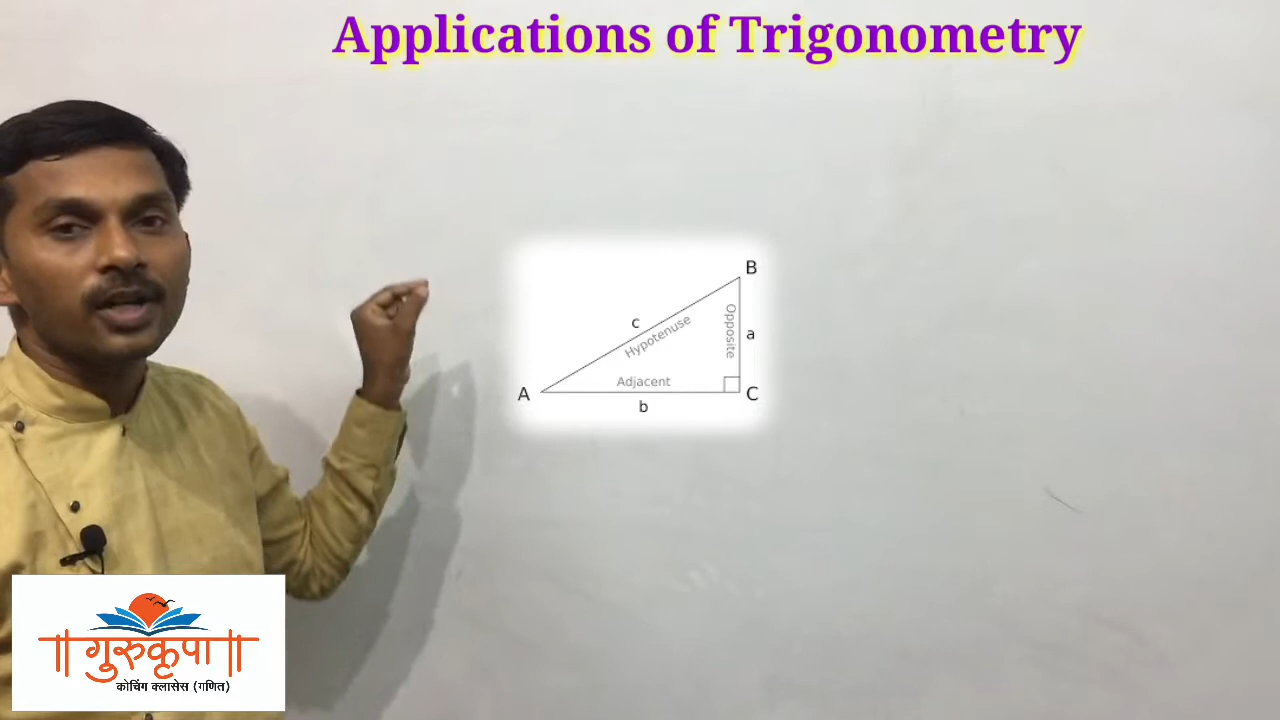 Applications of Trigonometry
B
c
Hypotenuse
Opposite
a
Adjacent
A
C
b
|| गुरुकृपा ||
कोचिंग क्लासेस (गणित)